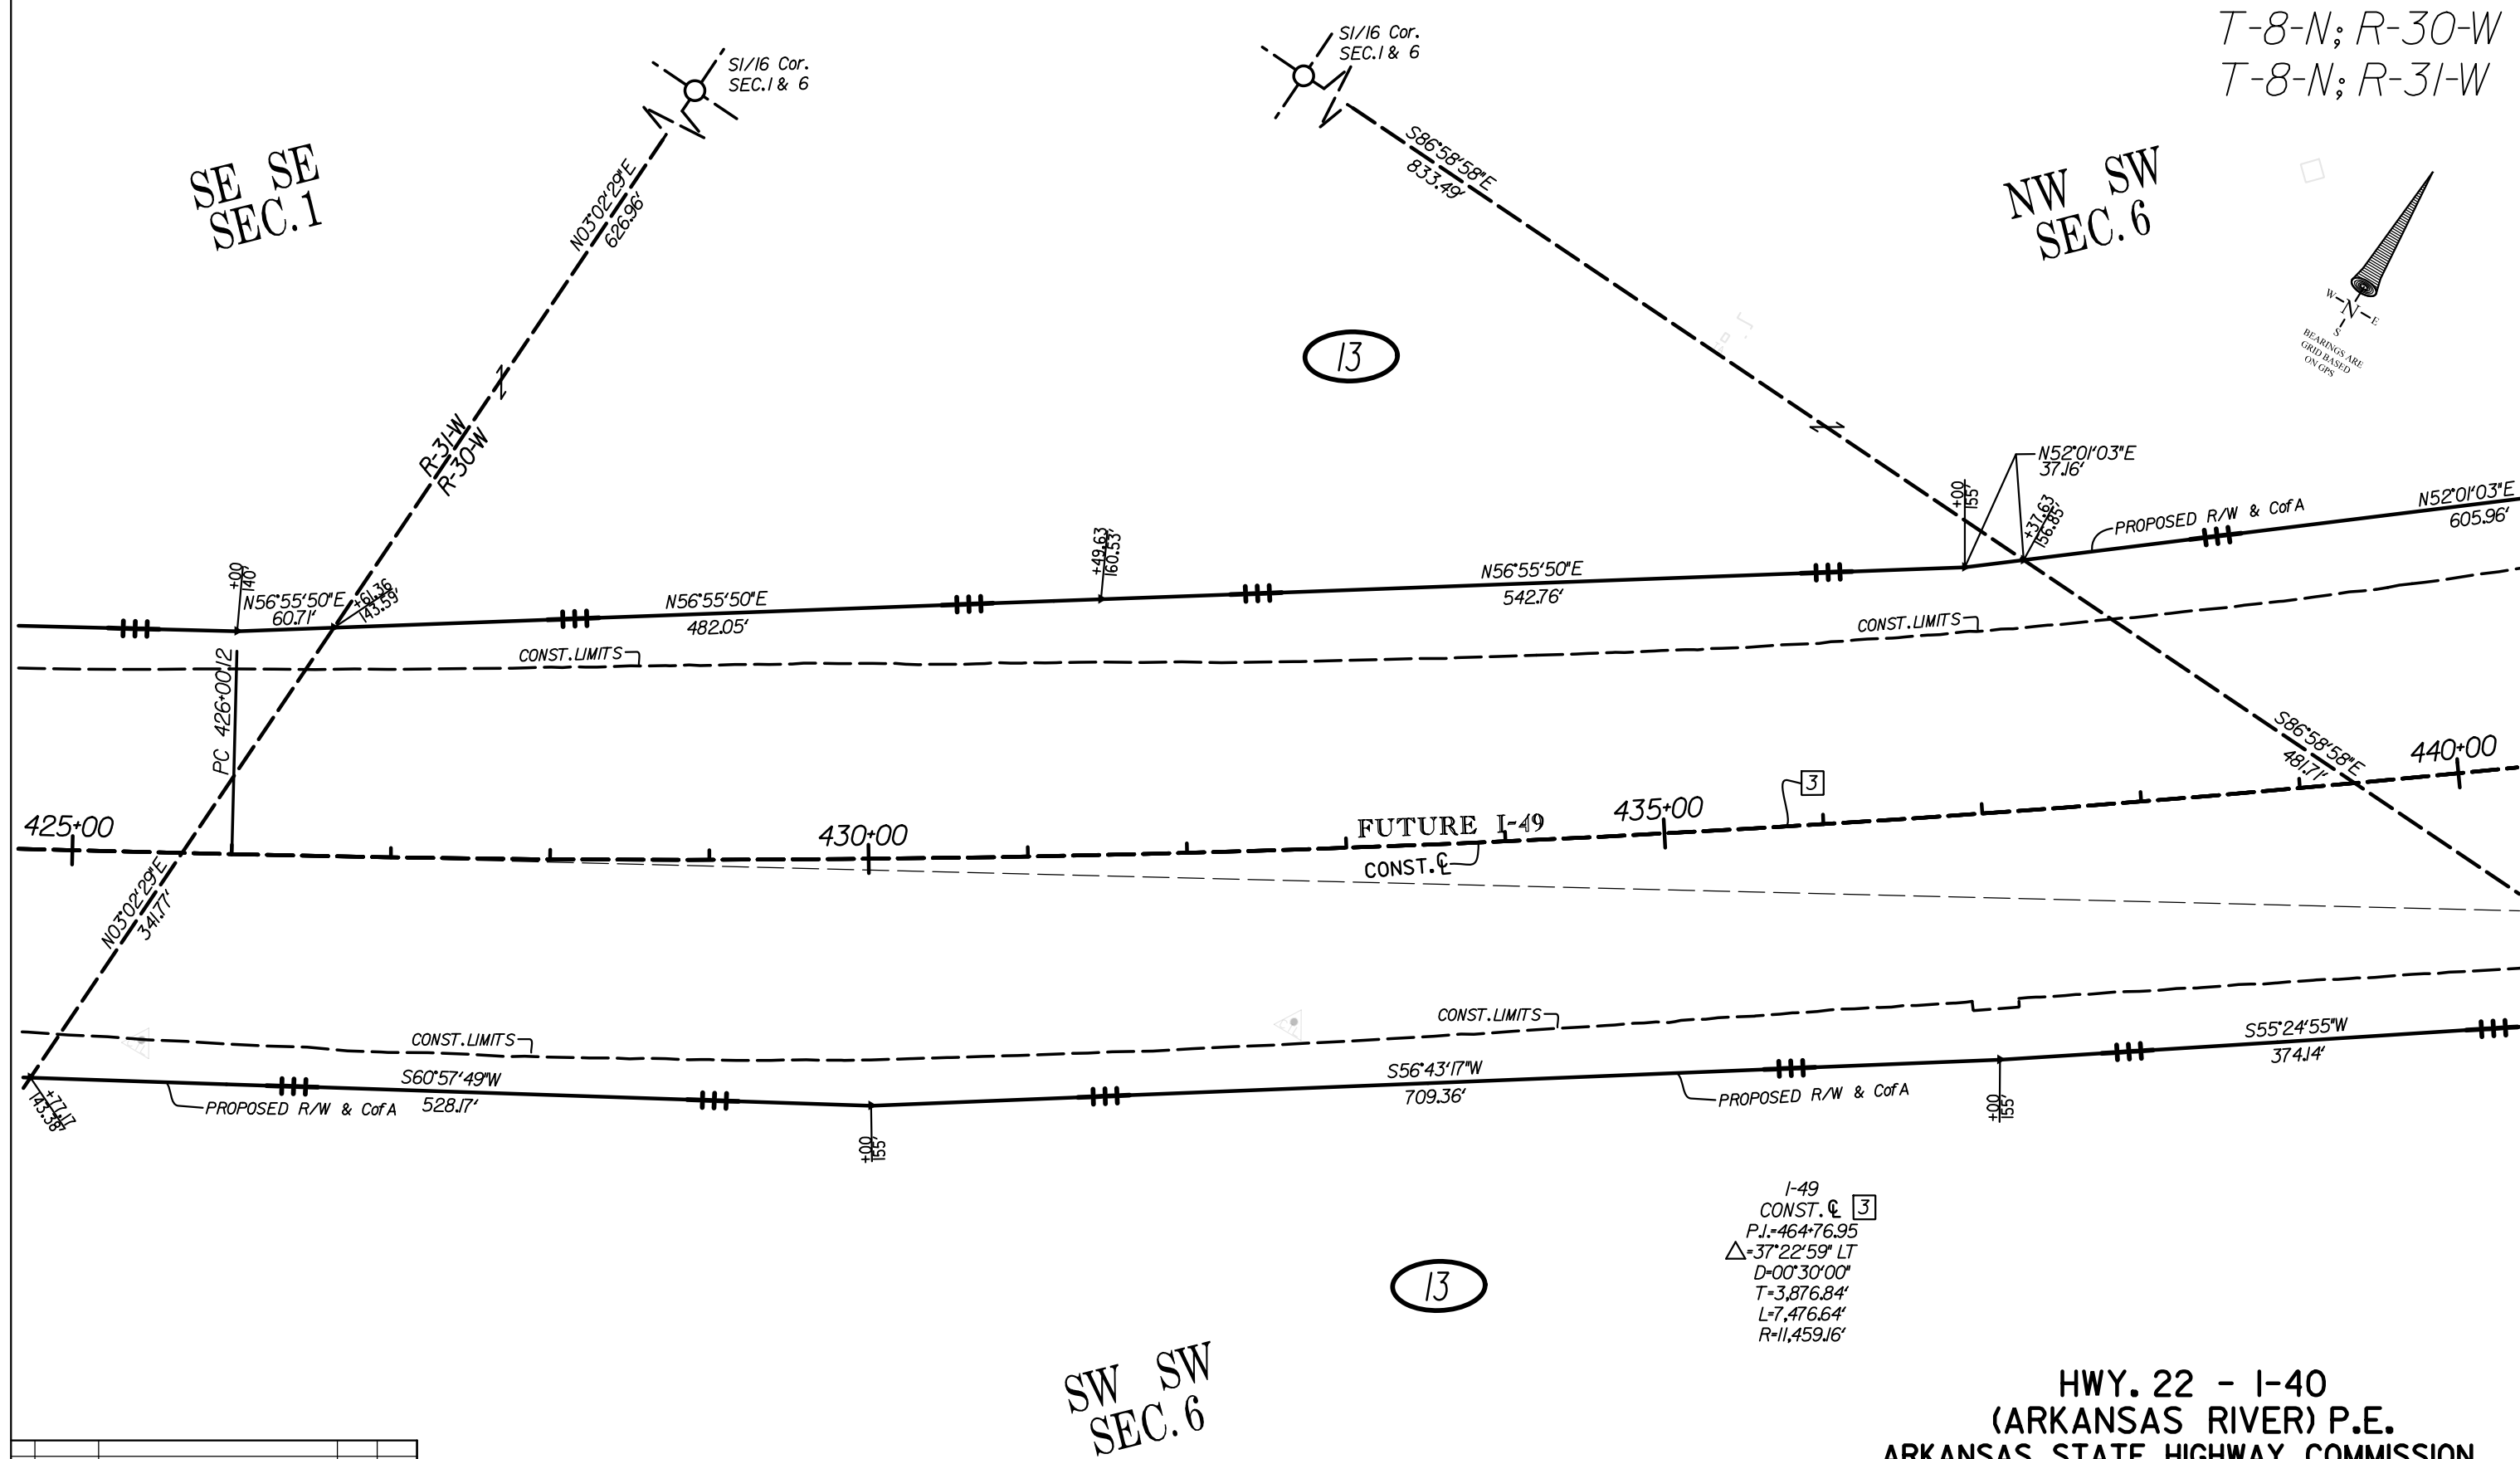 T-8-N; R-30-W
T-8-N; R-31-W
S1/16 Cor.
SEC.1 & 6
S1/16 Cor.
SEC.1 & 6
SE SE
SEC. 1
N03°02'29"E
626.96'
S86°58'58"E
833.49'
NW SW
SEC. 6
W N E
S
BEARINGS ARE
GRID BASED
ON GPS
13
R-31-W
R-30-W
N52°01'03"E
37.16'
+00
155'
+37.63
156.85'
PROPOSED R/W & CofA
N52°01'03"E
605.96'
+00
140'
N56°55'50"E
60.71'
+61.36
143.59'
N56°55'50"E
482.05'
+49.63
160.53'
N56°55'50"E
542.76'
CONST. LIMITS
CONST. LIMITS
PC 426+00.12
S86°58'58"E
481.71'
425+00
430+00
FUTURE I-49
CONST. ℄
435+00
3
440+00
N03°02'29"E
341.77'
CONST. LIMITS
CONST. LIMITS
+77.17
143.38'
PROPOSED R/W & CofA
S60°57'49"W
528.17'
+00
155'
S56°43'17"W
709.36'
PROPOSED R/W & CofA
+00
155'
S55°24'55"W
374.14'
I-49
CONST. ℄ 3
P.I.=464+76.95
△=37°22'59" LT
D=00°30'00"
T=3,876.84'
L=7,476.64'
R=11,459.16'
13
SW SW
SEC. 6
HWY. 22 - I-40
(ARKANSAS RIVER) P.E.
ARKANSAS STATE HIGHWAY COMMISSION